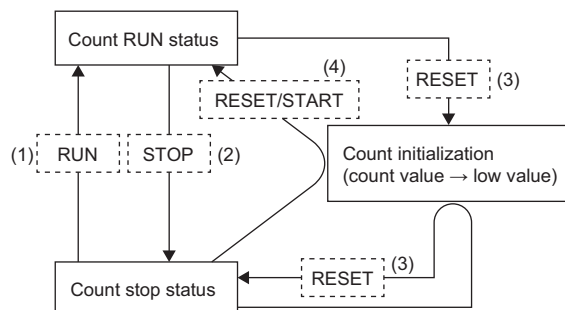 Count RUN status
(4)
RESET
(3)
RESET/START
(1)
RUN
STOP
(2)
Count initialization
(count value → low value)
(3)
RESET
Count stop status